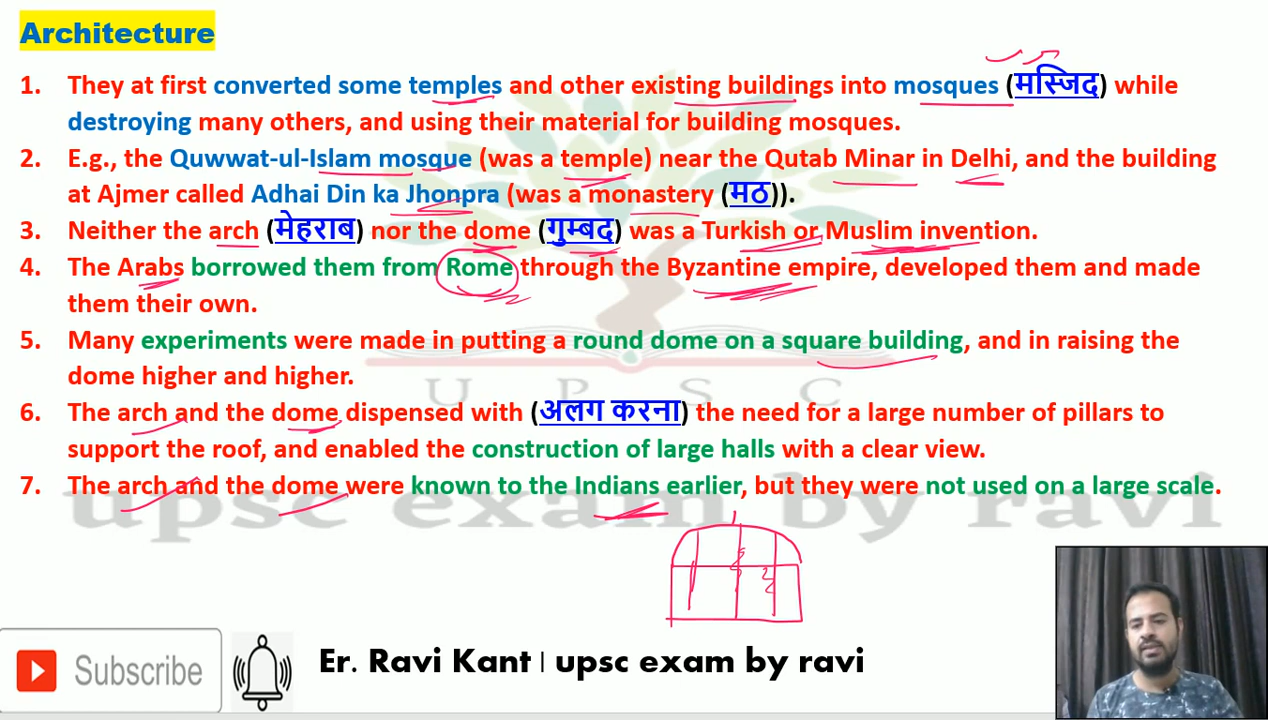 Architecture
1. They at first converted some temples and other existing buildings into mosques (मस्जिद) while
destroying many others, and using their material for building mosques.
2. E.g., the Quwwat-ul-Islam mosque (was a temple) near the Qutab Minar in Delhi, and the building
at Ajmer called Adhai Din ka Jhonpra (was a monastery (मठ)).
3. Neither the arch (मेहराब) nor the dome (गुम्बद) was a Turkish or Muslim invention.
4. The Arabs borrowed them from Rome through the Byzantine empire, developed them and made
them their own.
5. Many experiments were made in putting a round dome on a square building, and in raising the
dome higher and higher.
UPSC
6. The arch and the dome dispensed with (अलग करना) the need for a large number of pillars to
support the roof, and enabled the construction of large halls with a clear view.
7. The arch and the dome were known to the Indians earlier, but they were not used on a large scale.
upsc exam by ravi
Subscribe
Er. Ravi Kant | upsc exam by ravi